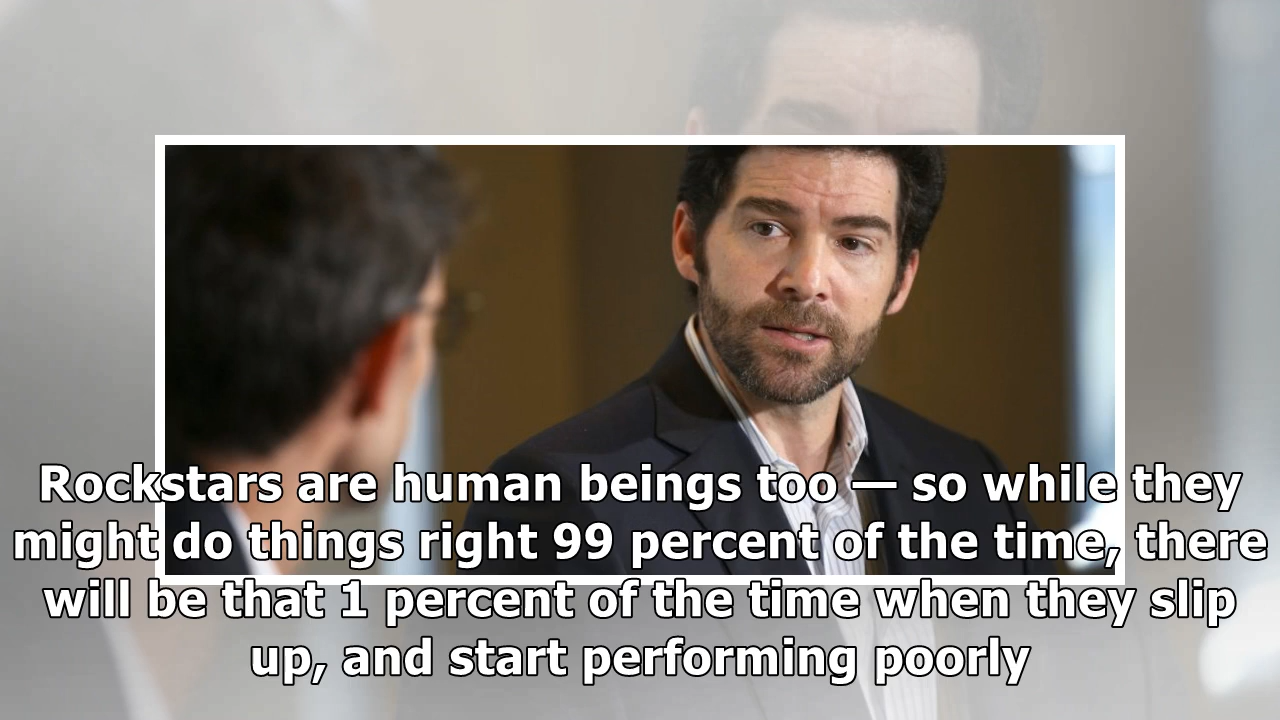 Rockstars are human beings too — so while they
might do things right 99 percent of the time, there
will be that 1 percent of the time when they slip
up, and start performing poorly